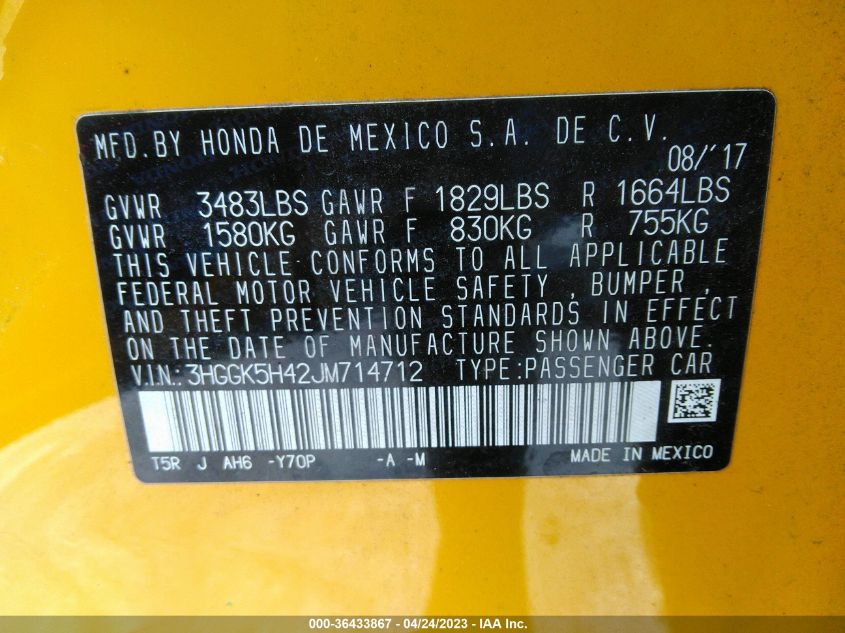 MFD.BY HONDA DE MEXICO S.A. DE C.V.
08/'17
GVWR 3483LBS GAWR F 1829LBS R 1664LBS
GVWR 1580KG GAWR F 830KG R 755KG
THIS VEHICLE CONFORMS TO ALL APPLICABLE
FEDERAL MOTOR VEHICLE SAFETY , BUMPER ,
AND THEFT PREVENTION STANDARDS IN EFFECT
ON THE DATE OF MANUFACTURE SHOWN ABOVE.
V.I.N.:3HGGK5H42JM714712 TYPE:PASSENGER CAR
T5R J AH6 -Y70P -A -M MADE IN MEXICO
000-36433867 - 04/24/2023 - IAA Inc.